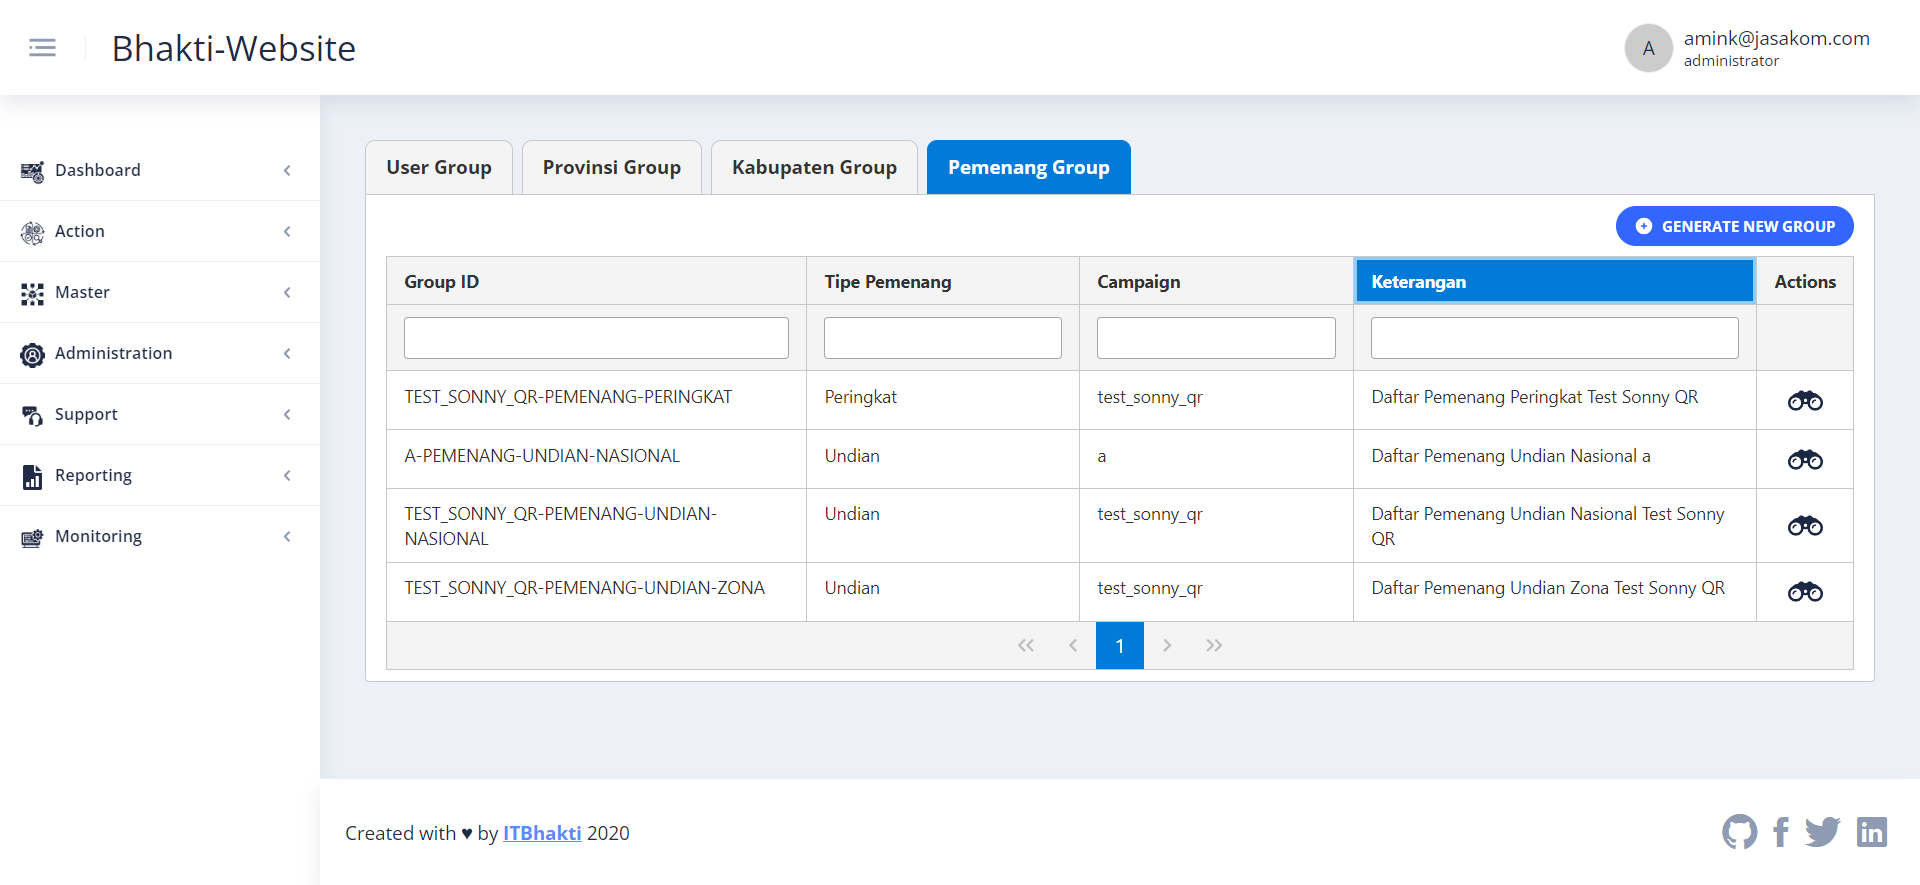 Bhakti-Website
A
amink@jasakom.com
administrator
Dashboard
Action
Master
Administration
Support
Reporting
Monitoring
User Group
Provinsi Group
Kabupaten Group
Pemenang Group
GENERATE NEW GROUP
Group ID
Tipe Pemenang
Campaign
Keterangan
Actions
TEST_SONNY_QR-PEMENANG-PERINGKAT
Peringkat
test_sonny_qr
Daftar Pemenang Peringkat Test Sonny QR
A-PEMENANG-UNDIAN-NASIONAL
Undian
a
Daftar Pemenang Undian Nasional a
TEST_SONNY_QR-PEMENANG-UNDIAN-
NASIONAL
Undian
test_sonny_qr
Daftar Pemenang Undian Nasional Test Sonny
QR
TEST_SONNY_QR-PEMENANG-UNDIAN-ZONA
Undian
test_sonny_qr
Daftar Pemenang Undian Zona Test Sonny QR
1
Created with ♥ by ITBhakti 2020